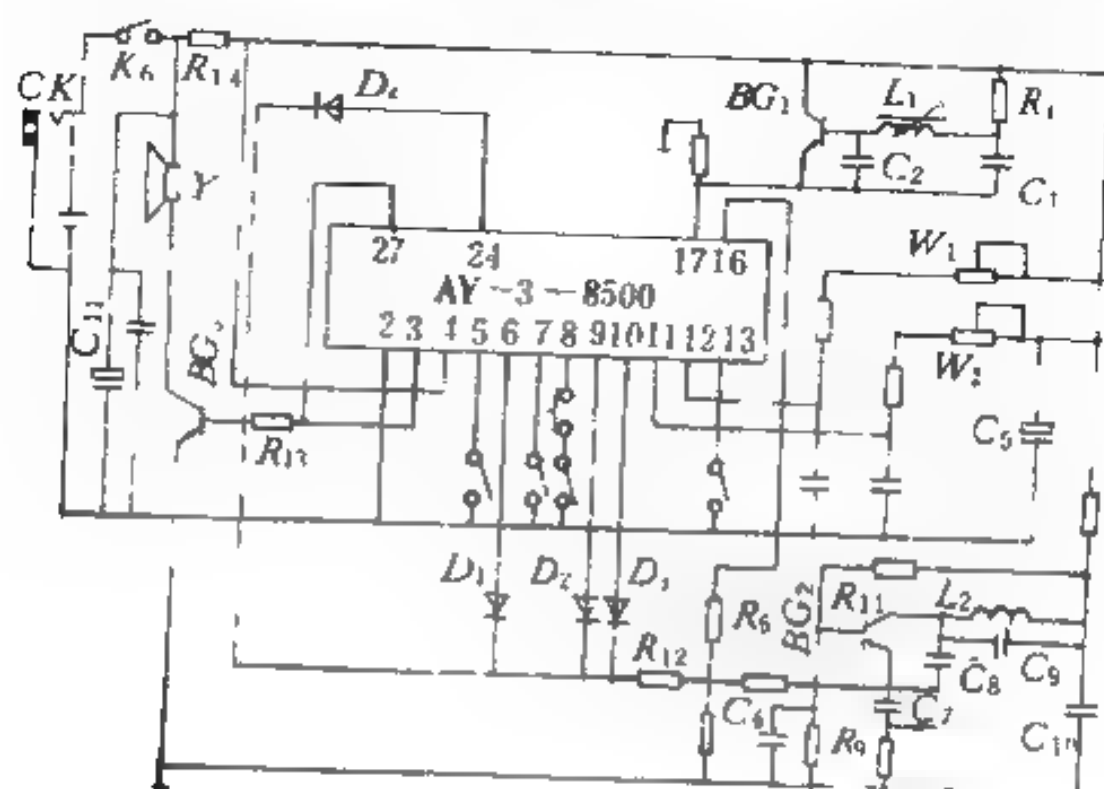 K₆
R₁₄
CK
D₄
BG₁
L₁
R₁
C₂
C₁
Y
27
24
17
16
AY-3-8500
2 3 4 5 6 7 8 9 10 11 12 13
W₁
W₂
C₁₁
BG₃
R₁₃
C₅
D₁
D₂
D₃
R₆
BG₂
R₁₁
L₂
R₁₂
C₆
R₉
C₈
C₉
C₇
C₁₀